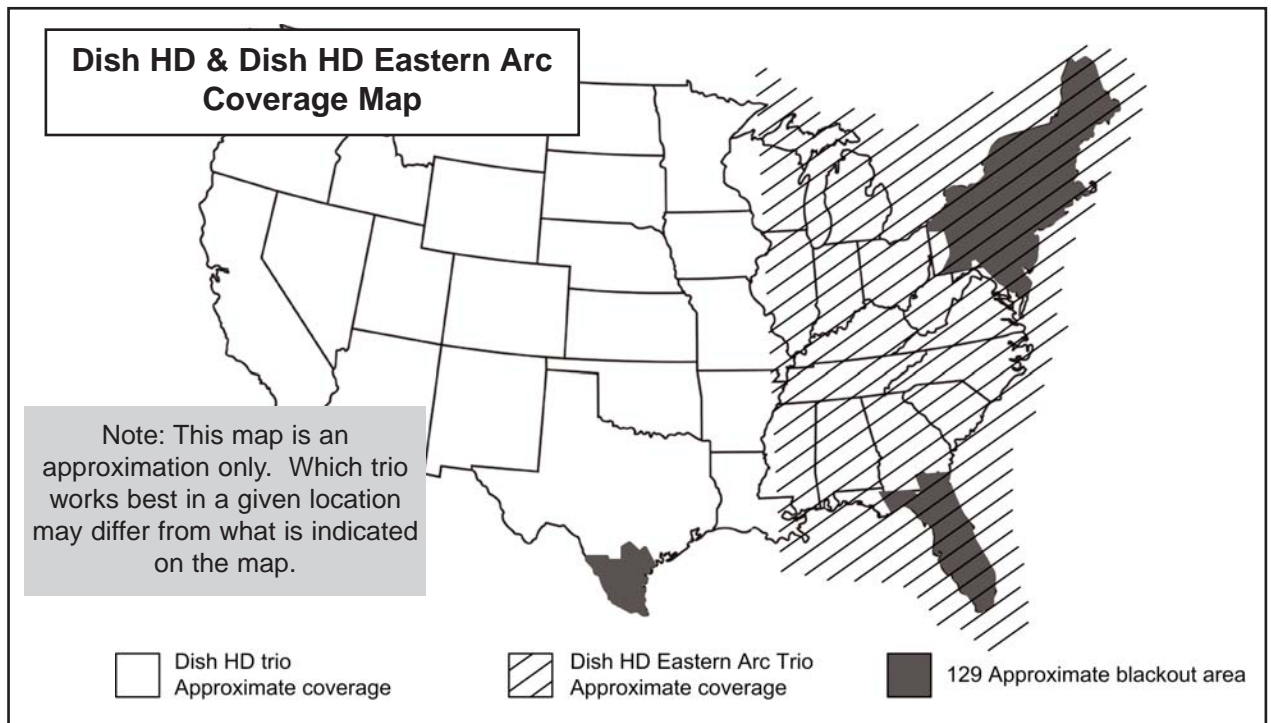 Dish HD & Dish HD Eastern Arc
Coverage Map
Note: This map is an
approximation only. Which trio
works best in a given location
may differ from what is indicated
on the map.
Dish HD trio
Approximate coverage
Dish HD Eastern Arc Trio
Approximate coverage
129 Approximate blackout area